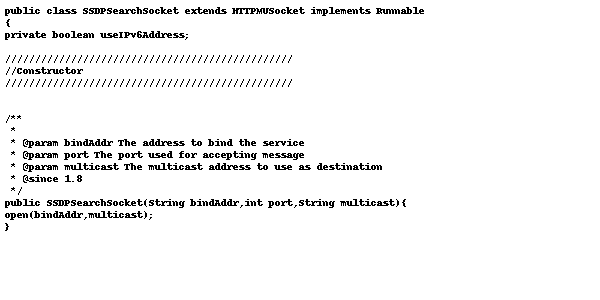 public class SSDPSearchSocket extends HTTPMUSocket implements Runnable
{
private boolean useIPv6Address;
////////////////////////////////////////////////
//Constructor
////////////////////////////////////////////////
/**
*
* @param bindAddr The address to bind the service
* @param port The port used for accepting message
* @param multicast The multicast address to use as destination
* @since 1.8
*/
public SSDPSearchSocket(String bindAddr,int port,String multicast){
open(bindAddr,multicast);
}